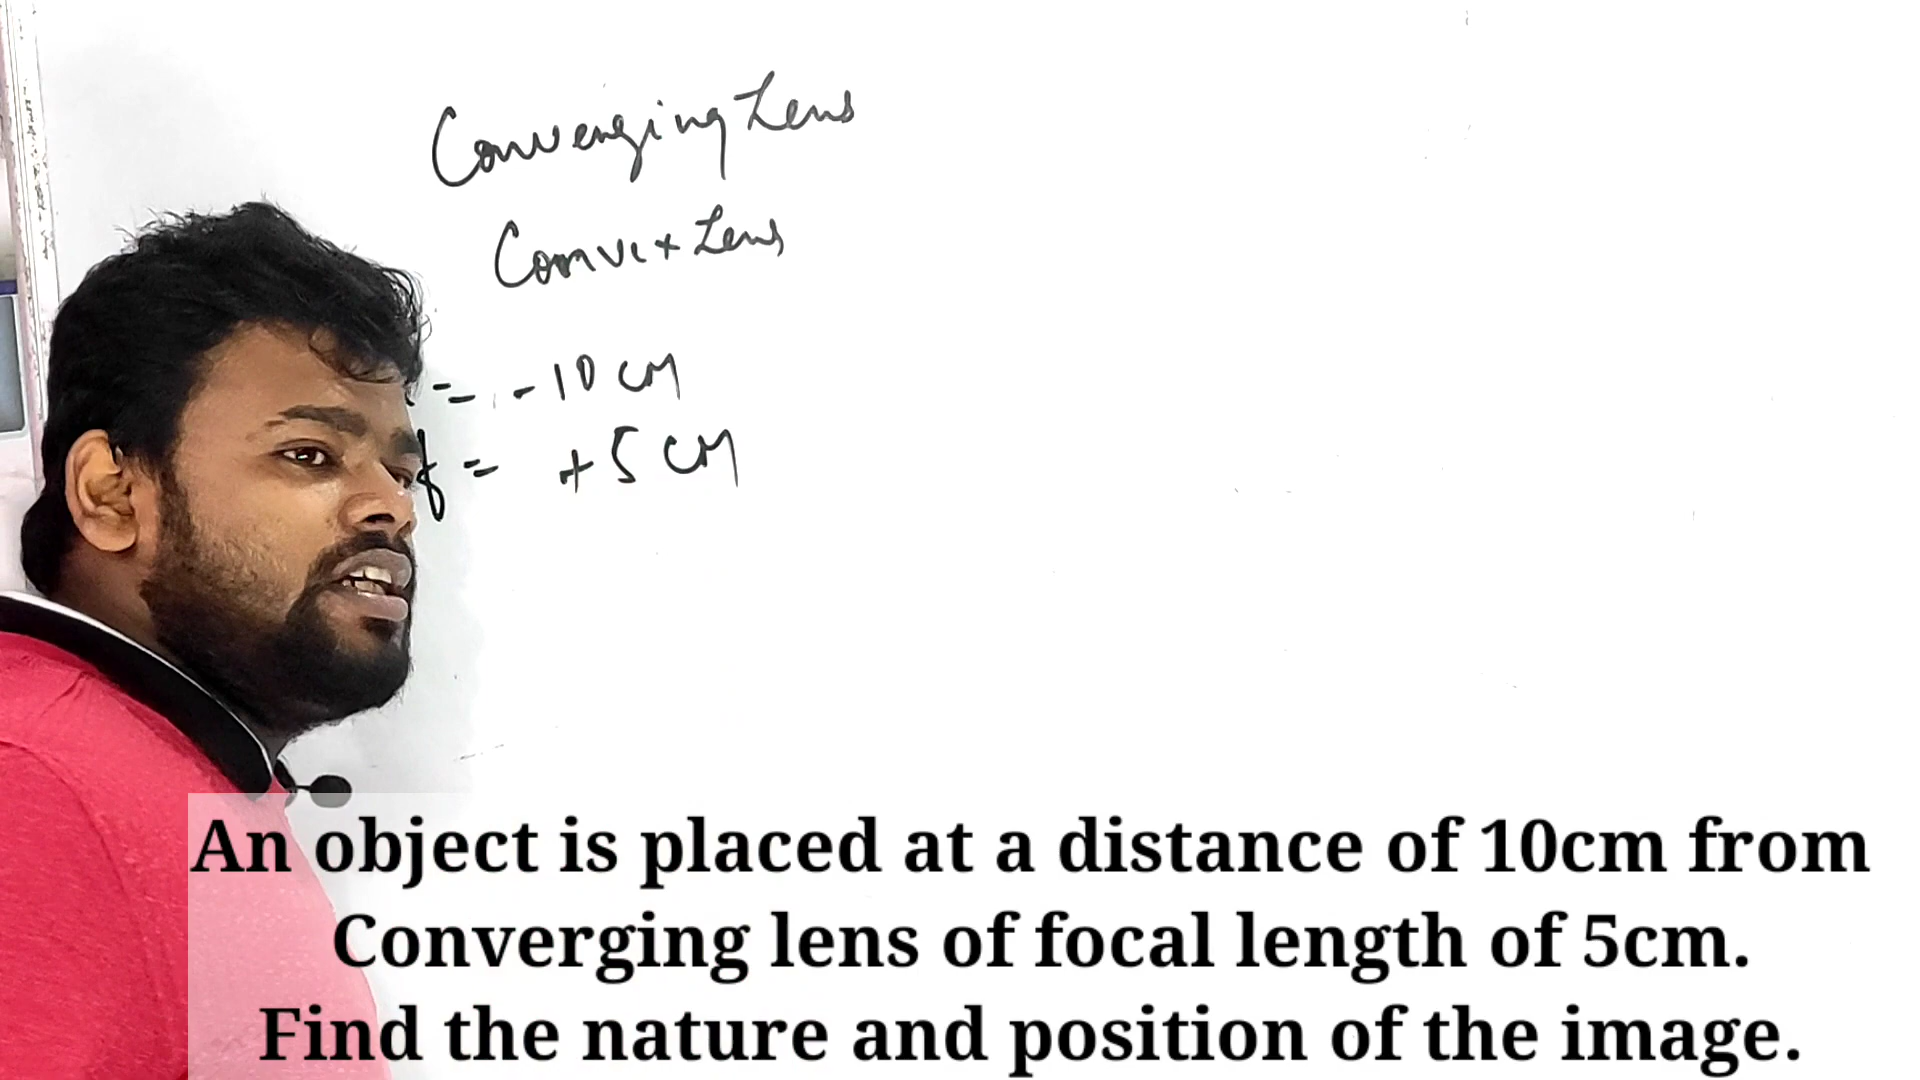 Converging Lens
Convex Lens
= -10 cm
f = +5 cm
An object is placed at a distance of 10cm from
Converging lens of focal length of 5cm.
Find the nature and position of the image.